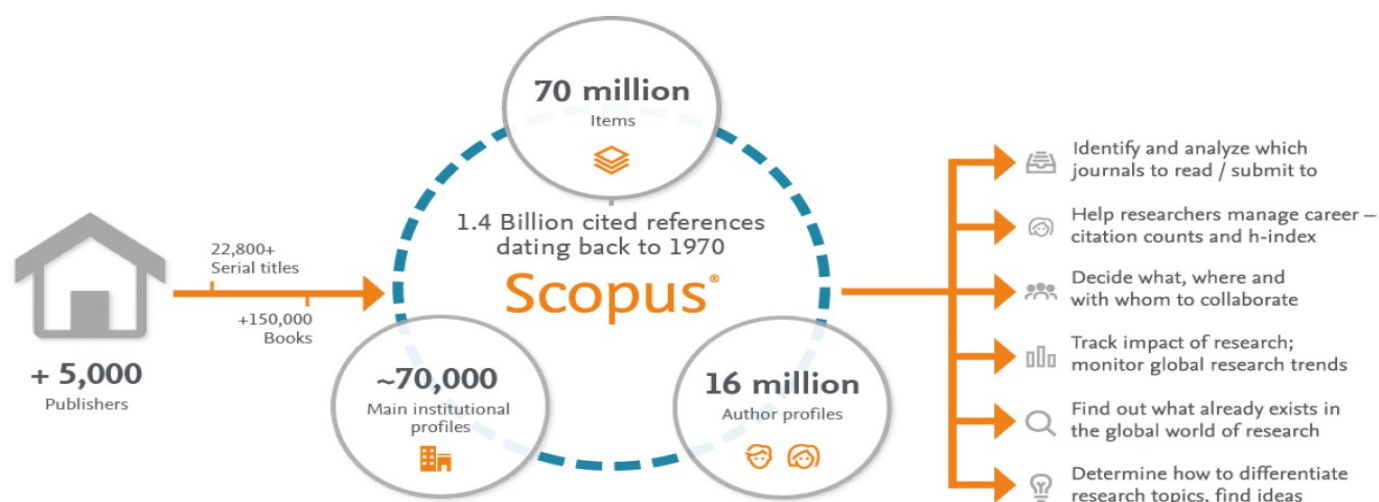 + 5,000
Publishers
22,800+
Serial titles
+150,000
Books
70 million
Items
1.4 Billion cited references
dating back to 1970
Scopus®
~70,000
Main institutional
profiles
16 million
Author profiles
Identify and analyze which
journals to read / submit to
Help researchers manage career –
citation counts and h-index
Decide what, where and
with whom to collaborate
Track impact of research;
monitor global research trends
Find out what already exists in
the global world of research
Determine how to differentiate
research topics, find ideas